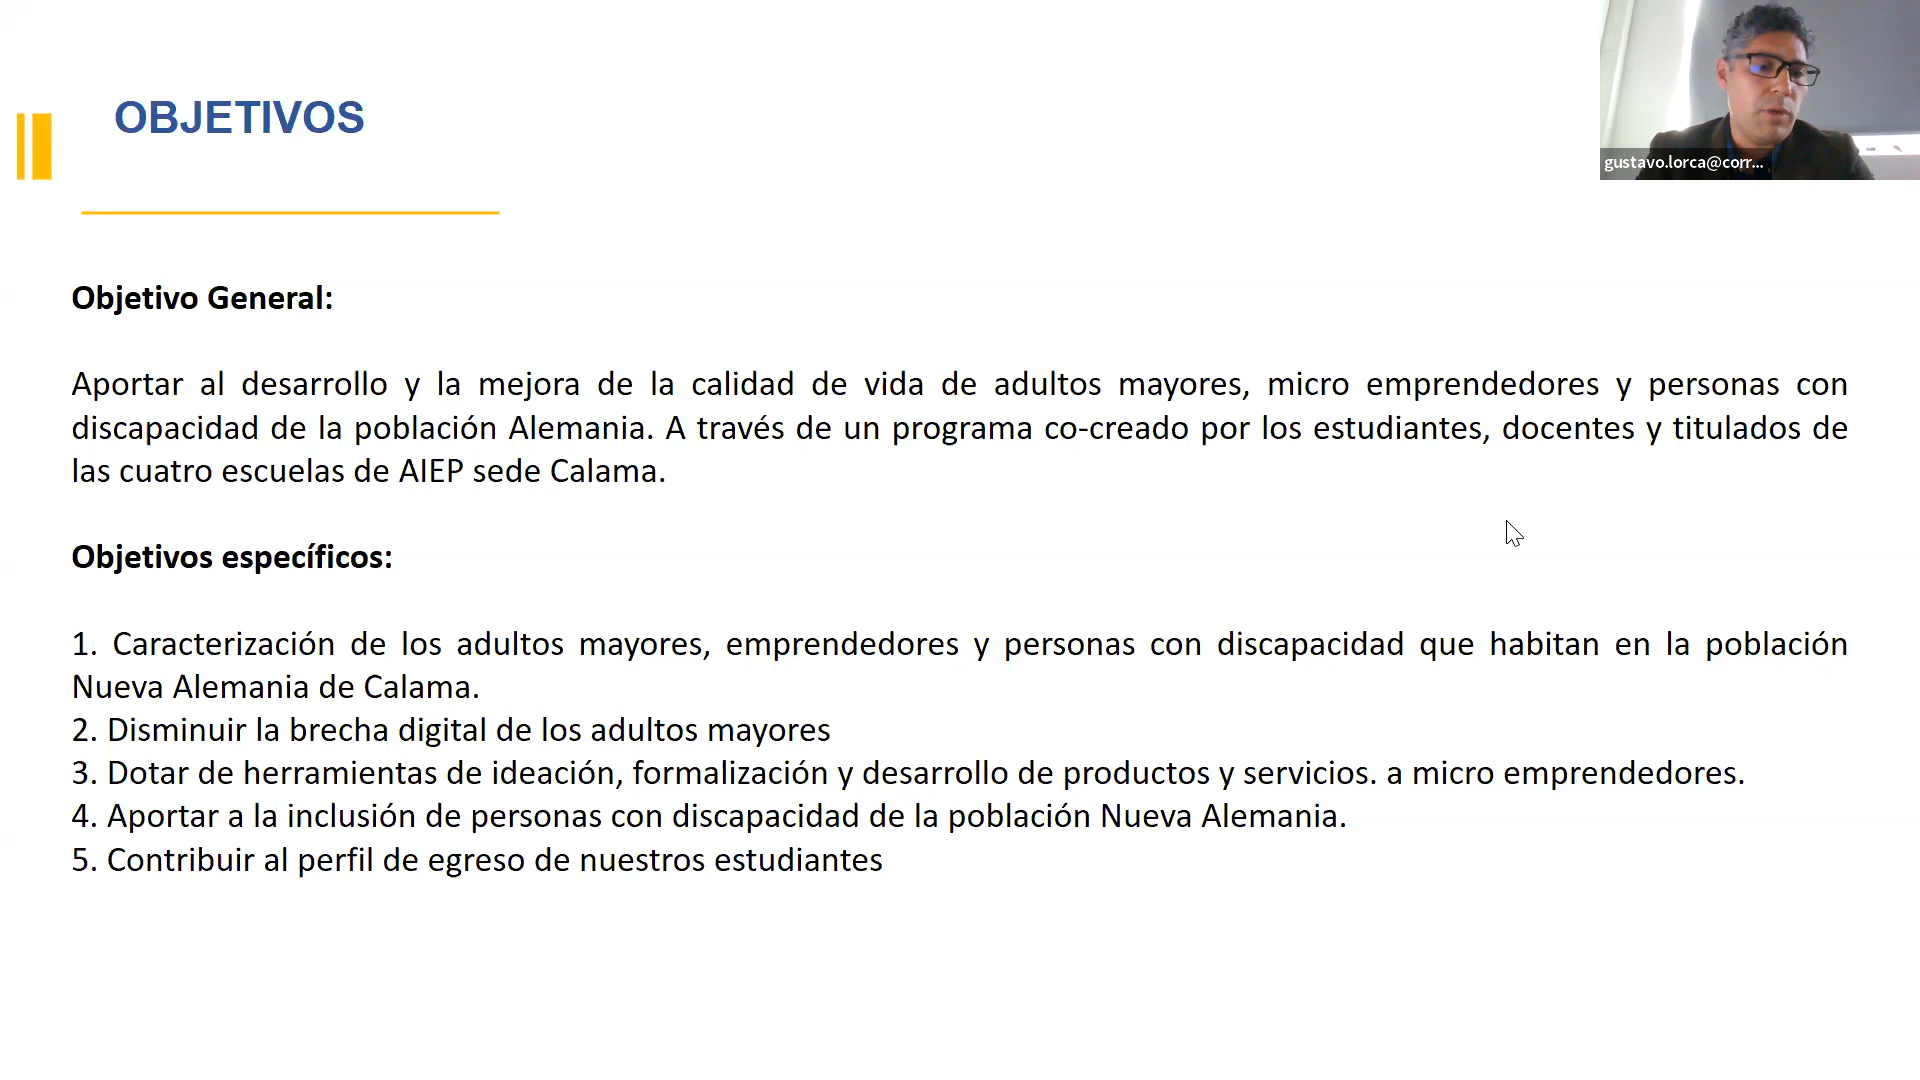 OBJETIVOS
gustavo.lorca@corr...
Objetivo General:
Aportar al desarrollo y la mejora de la calidad de vida de adultos mayores, micro emprendedores y personas con
discapacidad de la población Alemania. A través de un programa co-creado por los estudiantes, docentes y titulados de
las cuatro escuelas de AIEP sede Calama.
Objetivos específicos:
1. Caracterización de los adultos mayores, emprendedores y personas con discapacidad que habitan en la población
Nueva Alemania de Calama.
2. Disminuir la brecha digital de los adultos mayores
3. Dotar de herramientas de ideación, formalización y desarrollo de productos y servicios. a micro emprendedores.
4. Aportar a la inclusión de personas con discapacidad de la población Nueva Alemania.
5. Contribuir al perfil de egreso de nuestros estudiantes